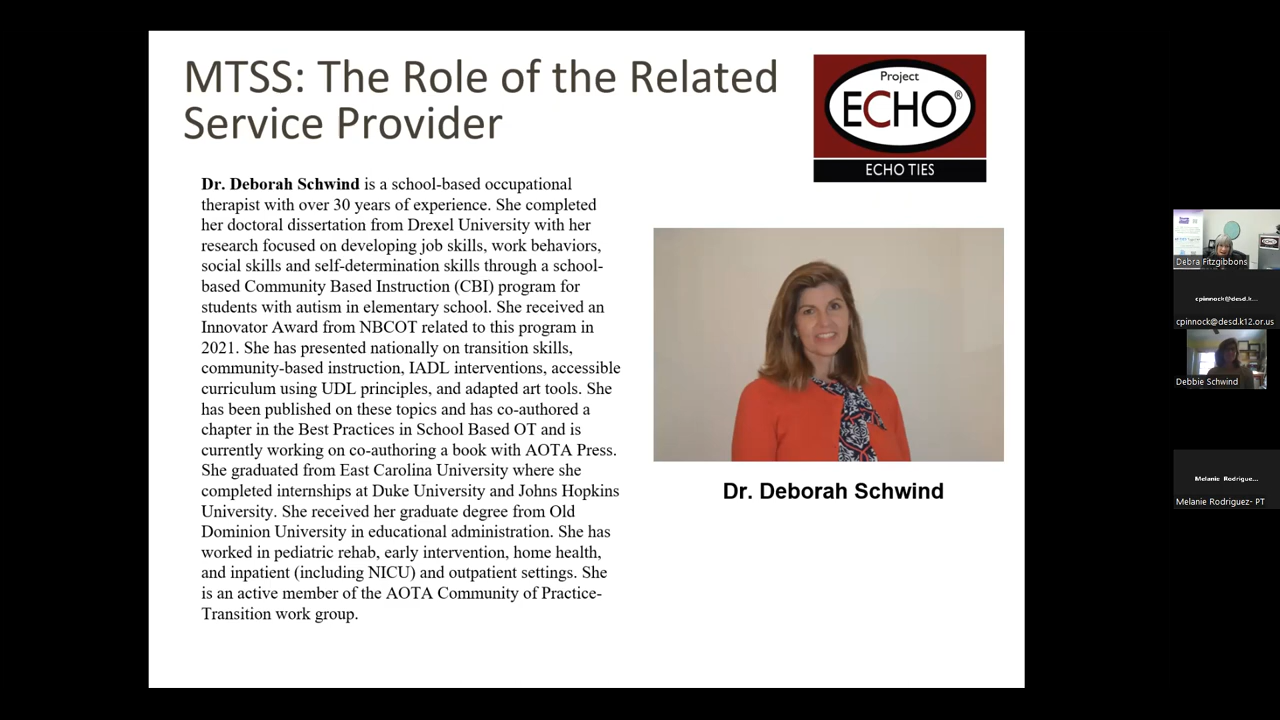 MTSS: The Role of the Related
Service Provider
Project
ECHO®
ECHO TIES
Dr. Deborah Schwind is a school-based occupational
therapist with over 30 years of experience. She completed
her doctoral dissertation from Drexel University with her
research focused on developing job skills, work behaviors,
social skills and self-determination skills through a school-
based Community Based Instruction (CBI) program for
students with autism in elementary school. She received an
Innovator Award from NBCOT related to this program in
2021. She has presented nationally on transition skills,
community-based instruction, IADL interventions, accessible
curriculum using UDL principles, and adapted art tools. She
has been published on these topics and has co-authored a
chapter in the Best Practices in School Based OT and is
currently working on co-authoring a book with AOTA Press.
She graduated from East Carolina University where she
completed internships at Duke University and Johns Hopkins
University. She received her graduate degree from Old
Dominion University in educational administration. She has
worked in pediatric rehab, early intervention, home health,
and inpatient (including NICU) and outpatient settings. She
is an active member of the AOTA Community of Practice-
Transition work group.
Dr. Deborah Schwind
Debra Fitzgibbons
cpinnock@desd.k...
cpinnock@desd.k12.or.us
Debbie Schwind
Melanie Rodrigue...
Melanie Rodriguez- PT